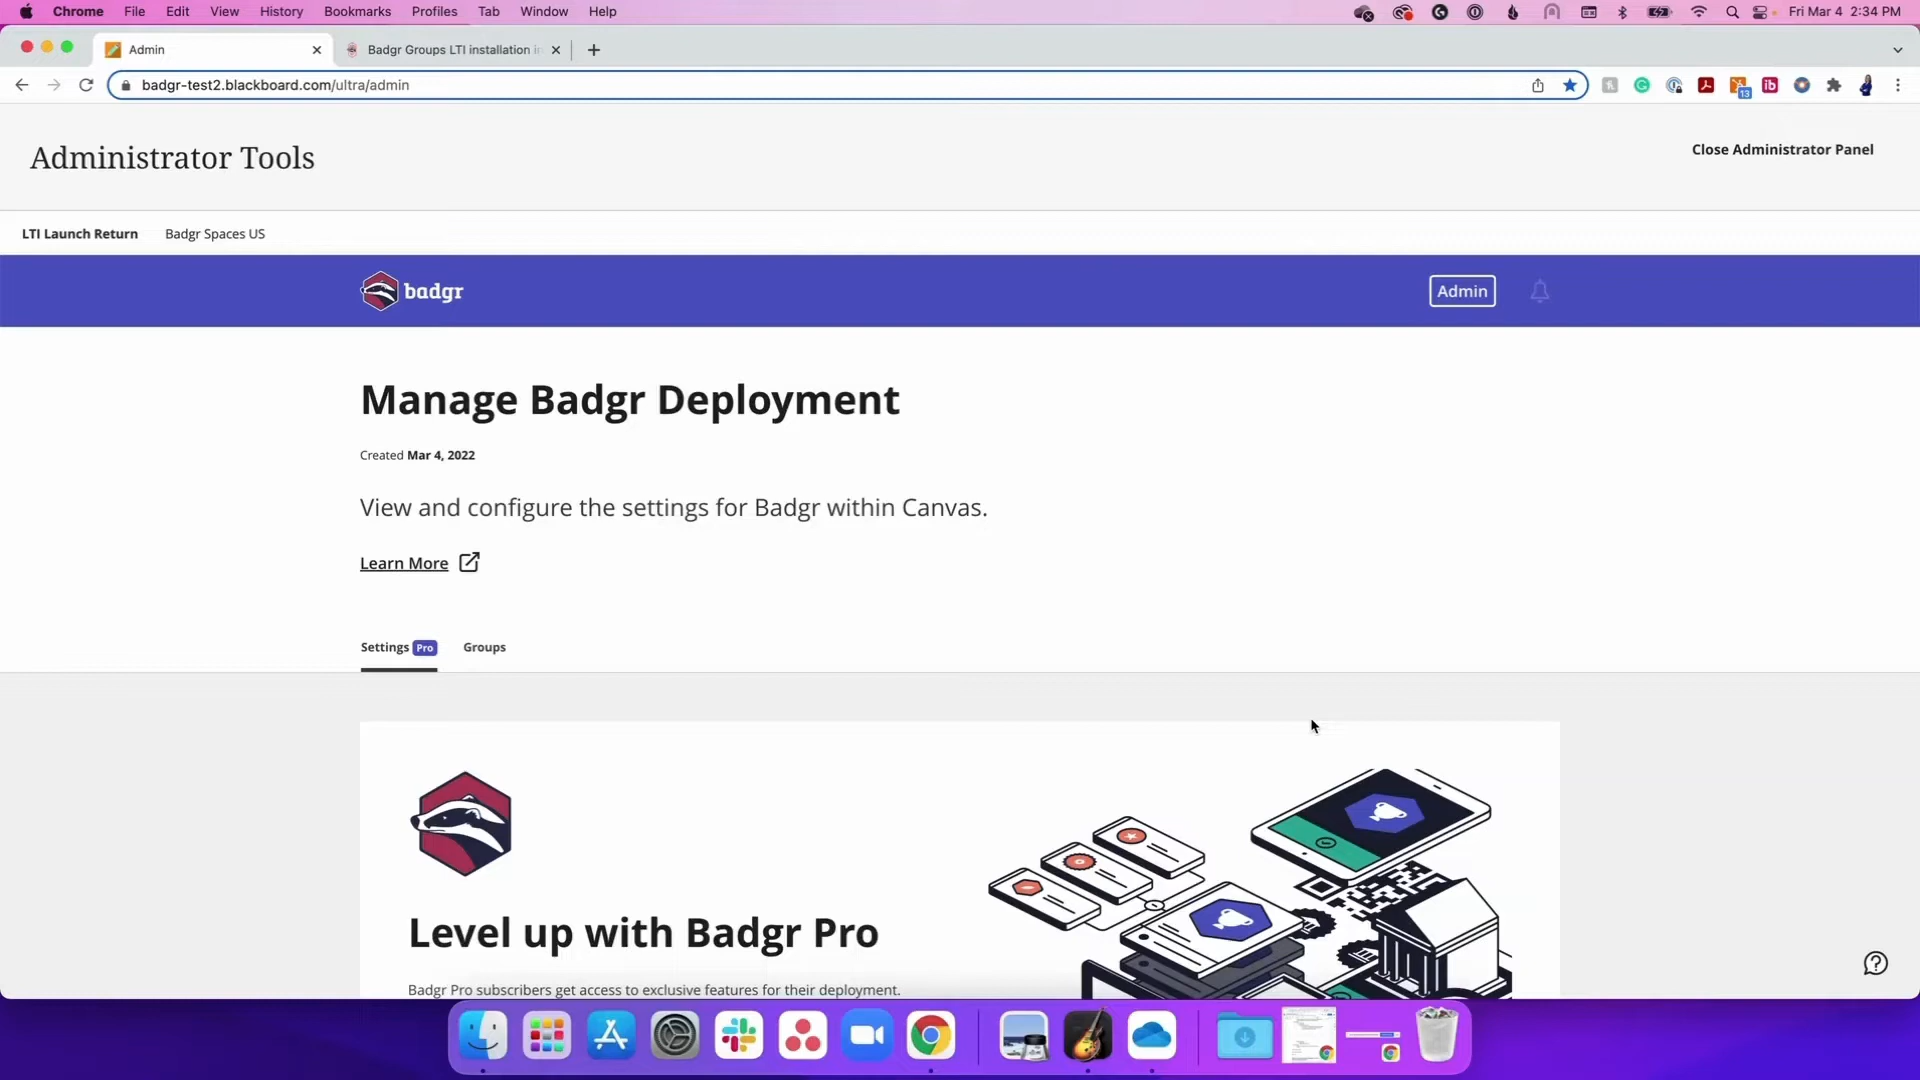 Chrome File Edit View History Bookmarks Profiles Tab Window Help Fri Mar 4 2:34 PM
Admin Badgr Groups LTI installation in
badgr-test2.blackboard.com/ultra/admin
13
Administrator Tools
Close Administrator Panel
LTI Launch Return Badgr Spaces US
badgr Admin
Manage Badgr Deployment
Created Mar 4, 2022
View and configure the settings for Badgr within Canvas.
Learn More
Settings Pro Groups
Level up with Badgr Pro
Badgr Pro subscribers get access to exclusive features for their deployment.